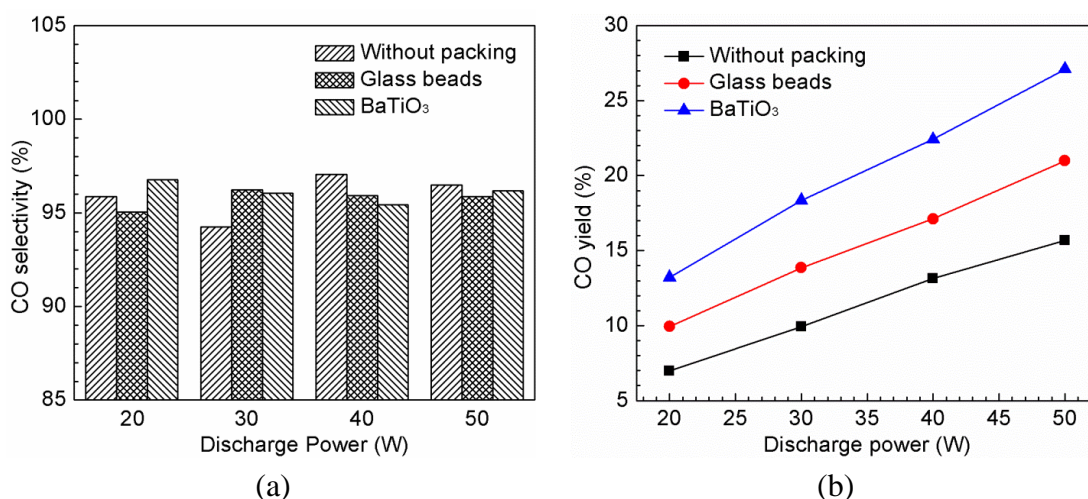 105
100
95
90
85
CO selectivity (%)
Without packing
Glass beads
BaTiO₃
20 30 40 50
Discharge Power (W)
(a)
30
25
20
15
10
5
CO yield (%)
Without packing
Glass beads
BaTiO₃
20 25 30 35 40 45 50
Discharge power (W)
(b)